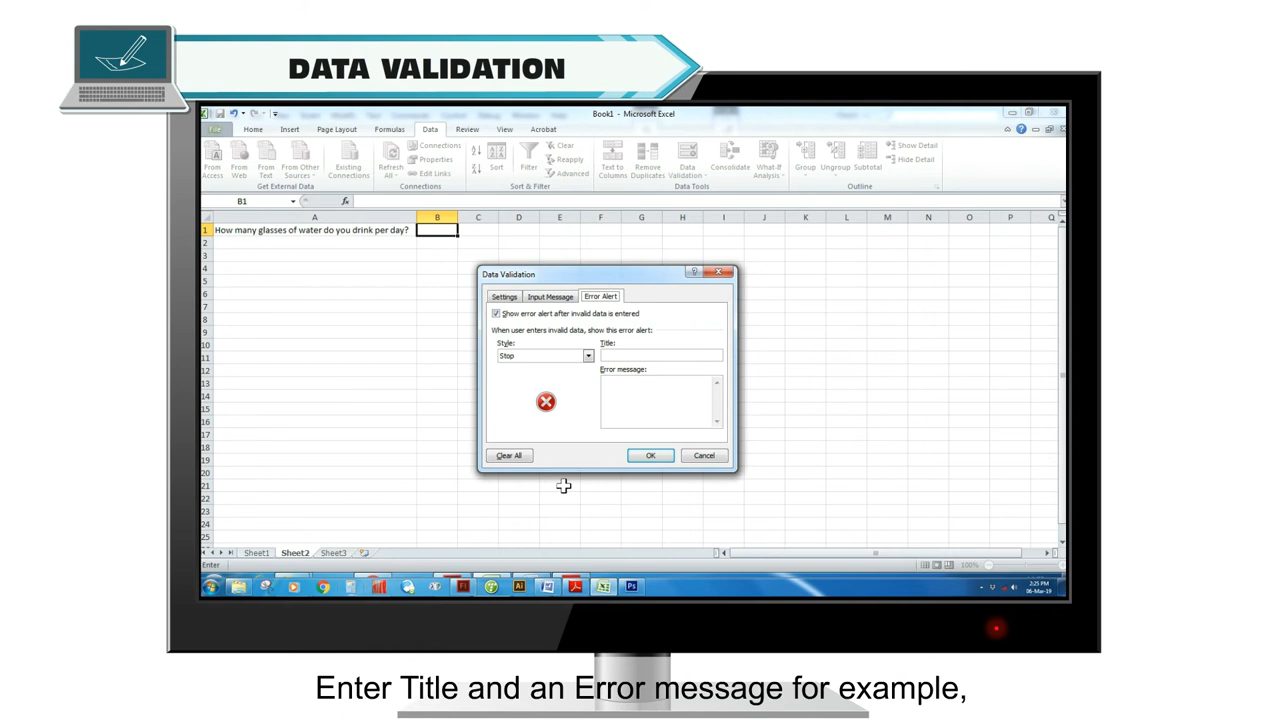 DATA VALIDATION
Book1 - Microsoft Excel
File Home Insert Page Layout Formulas Data Review View Acrobat
From Access
From Web
From Text
From Other Sources
Existing Connections
Get External Data
Refresh All
Connections
Properties
Edit Links
Connections
Sort
Filter
Clear
Reapply
Advanced
Sort & Filter
Text to Columns
Remove Duplicates
Data Validation
Consolidate
What-If Analysis
Data Tools
Group
Ungroup
Subtotal
Show Detail
Hide Detail
Outline
B1 fx
A B C D E F G H I J K L M N O P Q
1 How many glasses of water do you drink per day?
2
3
4
5
6
7
8
9
10
11
12
13
14
15
16
17
18
19
20
21
22
23
24
25
Data Validation
Settings Input Message Error Alert
Show error alert after invalid data is entered
When user enters invalid data, show this error alert:
Style: Title:
Stop
Error message:
Clear All OK Cancel
Sheet1 Sheet2 Sheet3
Enter 100%
2:25 PM
06-Mar-19
Enter Title and an Error message for example,